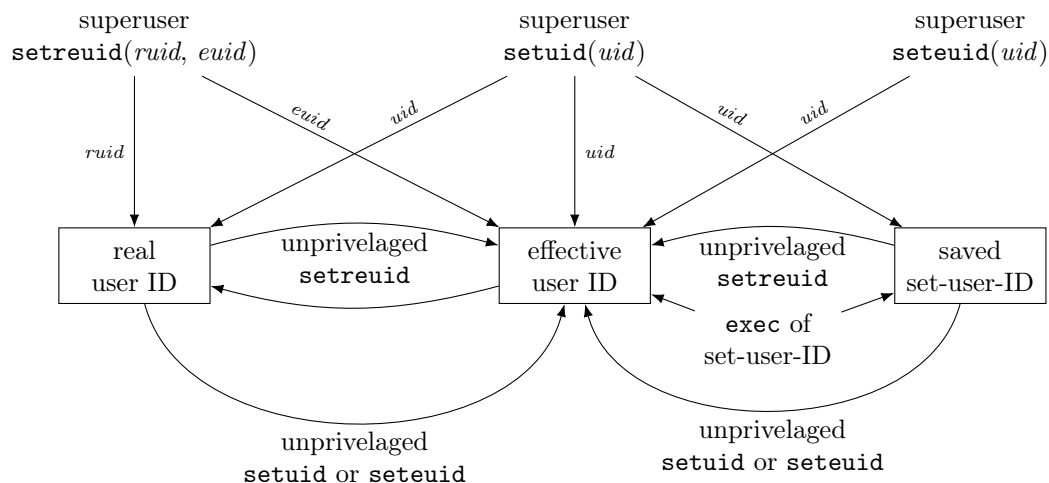 superuser
setreuid(ruid, euid)
superuser
setuid(uid)
superuser
seteuid(uid)
ruid
euid
uid
uid
uid
uid
real
user ID
unprivelaged
setreuid
effective
user ID
unprivelaged
setreuid
saved
set-user-ID
exec of
set-user-ID
unprivelaged
setuid or seteuid
unprivelaged
setuid or seteuid